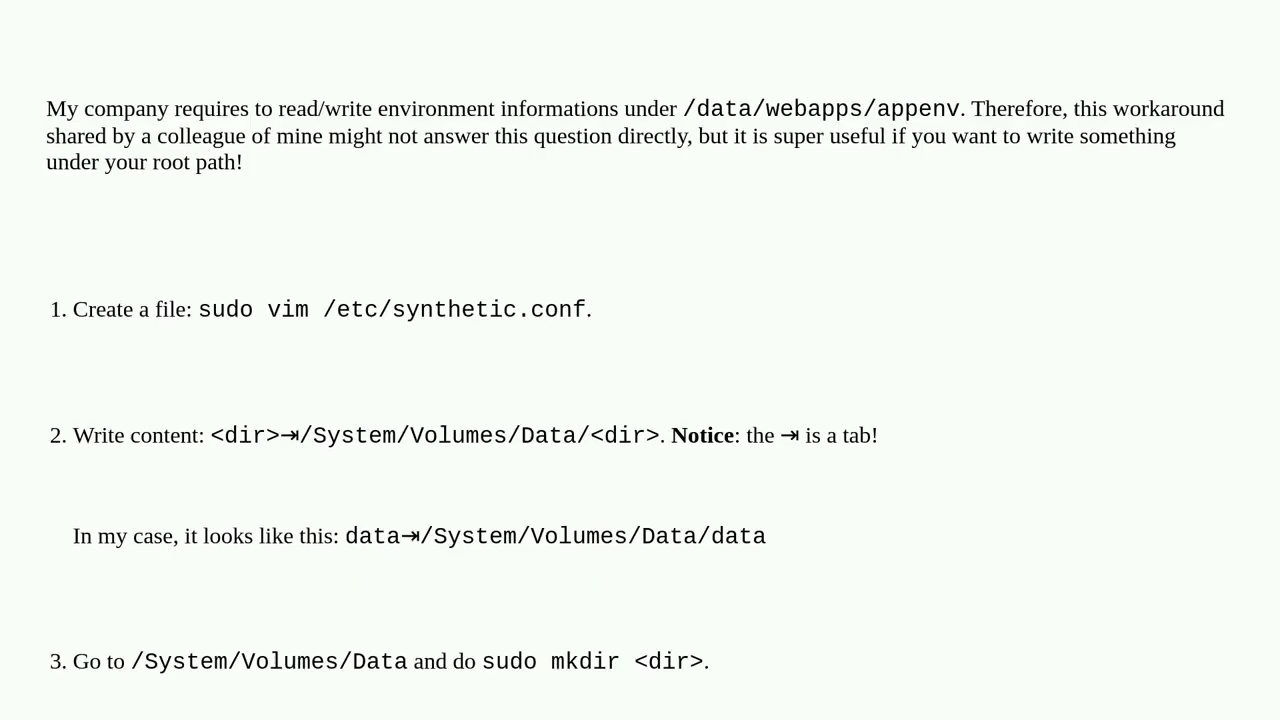 My company requires to read/write environment informations under /data/webapps/appenv. Therefore, this workaround
shared by a colleague of mine might not answer this question directly, but it is super useful if you want to write something
under your root path!
1. Create a file: sudo vim /etc/synthetic.conf.
2. Write content: <dir>⇥/System/Volumes/Data/<dir>. Notice: the ⇥ is a tab!
In my case, it looks like this: data⇥/System/Volumes/Data/data
3. Go to /System/Volumes/Data and do sudo mkdir <dir>.